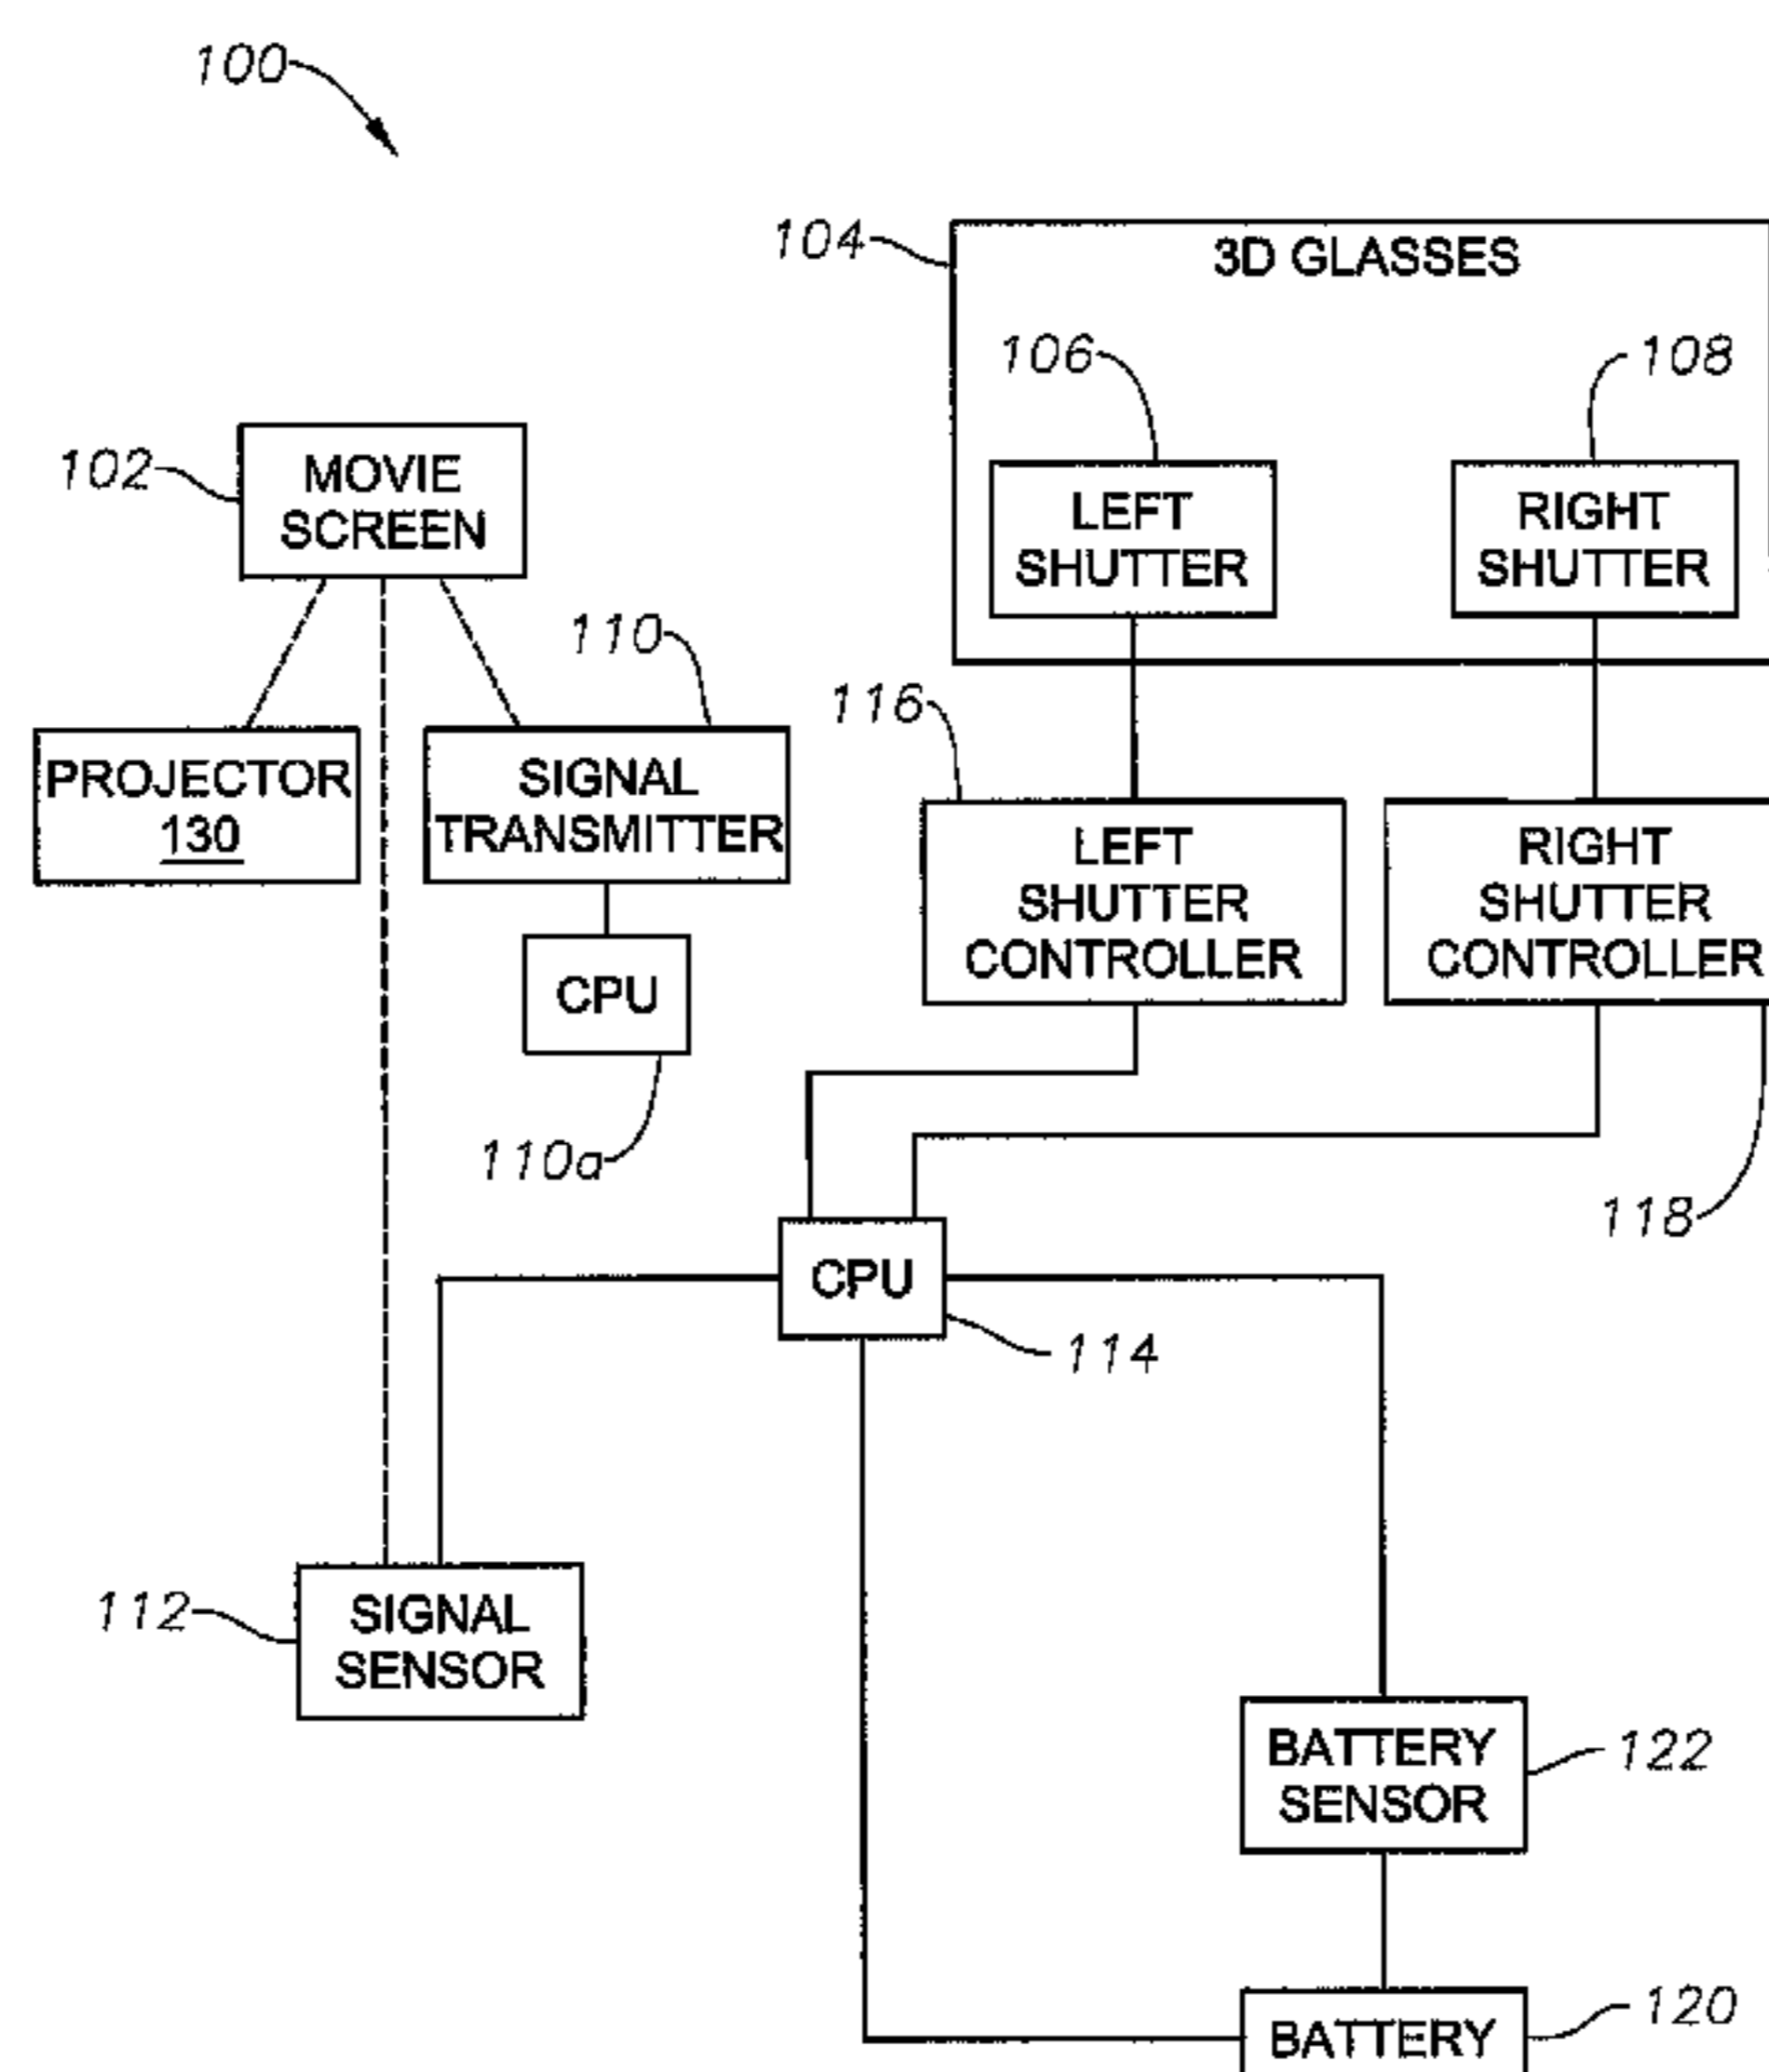 100
104
3D GLASSES
106
108
102
MOVIE
SCREEN
LEFT
SHUTTER
RIGHT
SHUTTER
110
116
PROJECTOR
130
SIGNAL
TRANSMITTER
LEFT
SHUTTER
CONTROLLER
RIGHT
SHUTTER
CONTROLLER
CPU
110a
118
CPU
114
112
SIGNAL
SENSOR
BATTERY
SENSOR
122
120
BATTERY